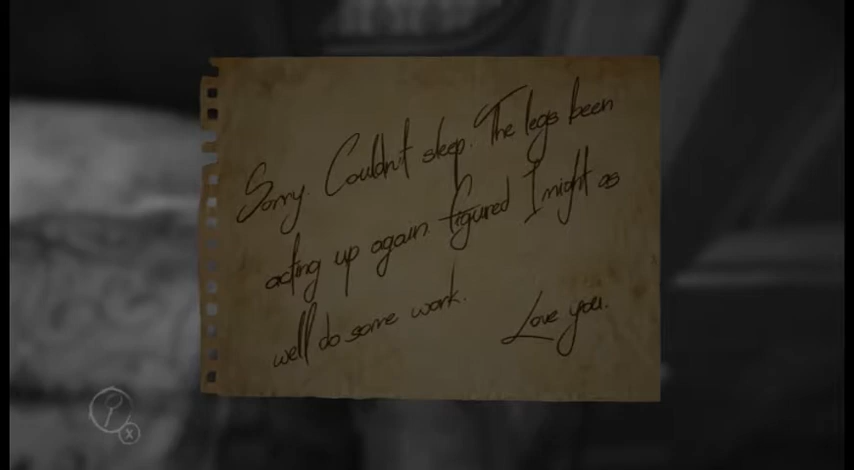 Sorry. Couldn't sleep. The legs been
acting up again figured I might as
well do some work.
Love you.
X